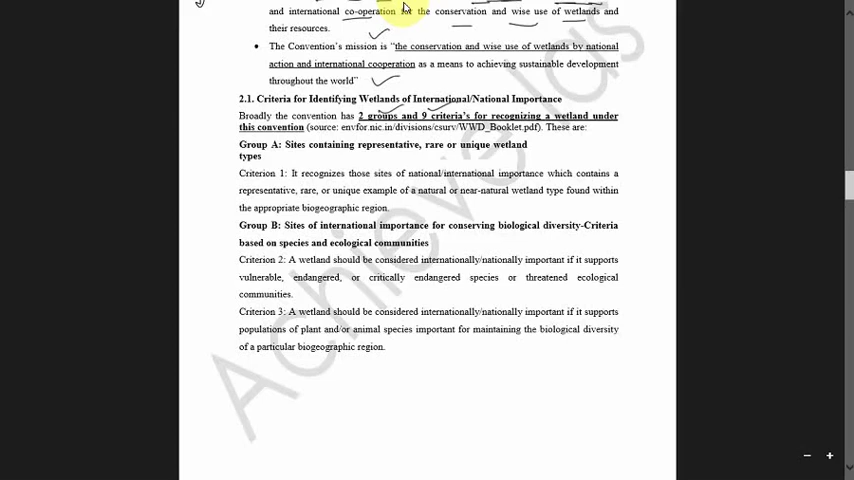 and international co-operation for the conservation and wise use of wetlands and
their resources.
• The Convention's mission is "the conservation and wise use of wetlands by national
action and international cooperation as a means to achieving sustainable development
throughout the world"
2.1. Criteria for Identifying Wetlands of International/National Importance
Broadly the convention has 2 groups and 9 criteria's for recognizing a wetland under
this convention (source: envfor.nic.in/divisions/csurv/WWD_Booklet.pdf). These are:
Group A: Sites containing representative, rare or unique wetland
types
Criterion 1: It recognizes those sites of national/international importance which contains a
representative, rare, or unique example of a natural or near-natural wetland type found within
the appropriate biogeographic region.
Group B: Sites of international importance for conserving biological diversity-Criteria
based on species and ecological communities
Criterion 2: A wetland should be considered internationally/nationally important if it supports
vulnerable, endangered, or critically endangered species or threatened ecological
communities.
Criterion 3: A wetland should be considered internationally/nationally important if it supports
populations of plant and/or animal species important for maintaining the biological diversity
of a particular biogeographic region.
Achieve Ias